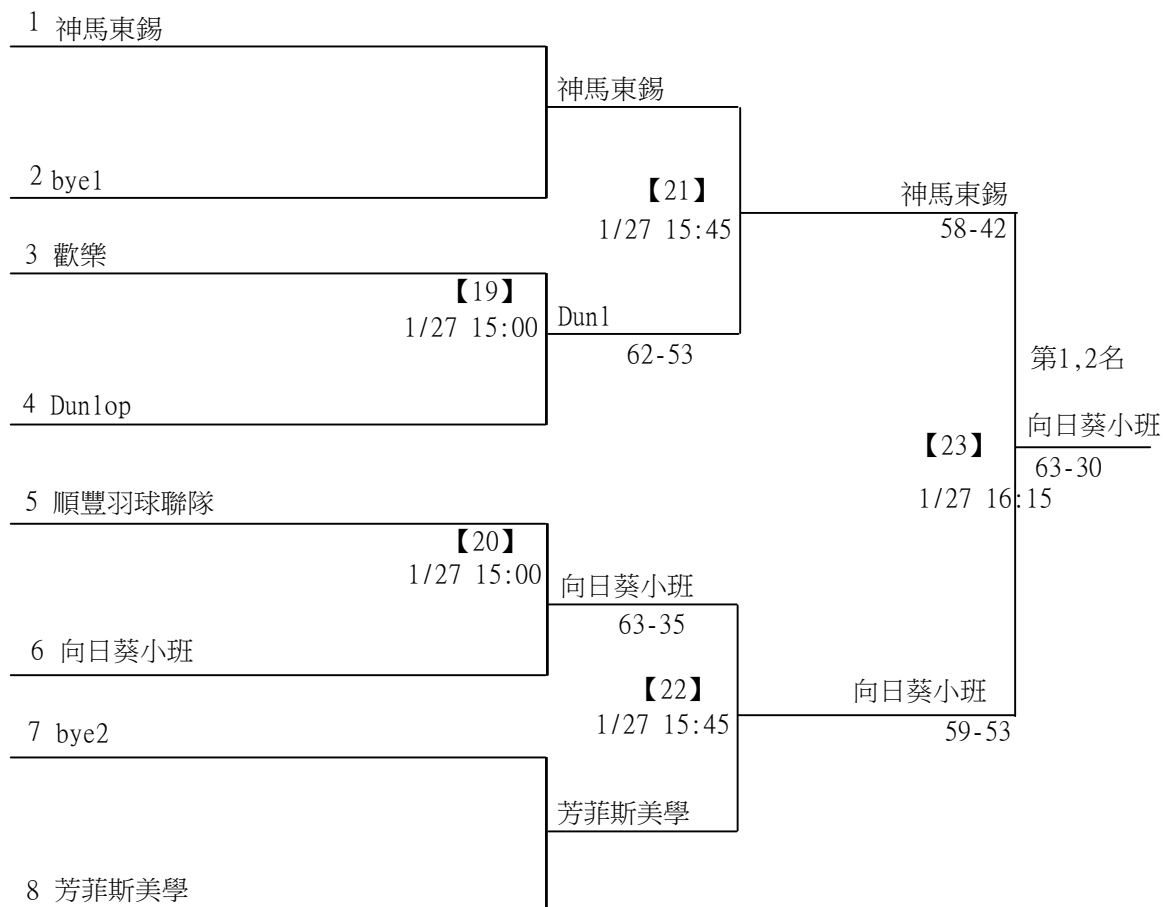 1 神馬東錫
神馬東錫
2 bye1
【21】
1/27 15:45
神馬東錫
58-42
3 歡樂
【19】
1/27 15:00
Dunl
62-53
第1,2名
4 Dunlop
向日葵小班
【23】
63-30
1/27 16:15
5 順豐羽球聯隊
【20】
1/27 15:00
向日葵小班
63-35
6 向日葵小班
【22】
1/27 15:45
向日葵小班
59-53
7 bye2
芳菲斯美學
8 芳菲斯美學